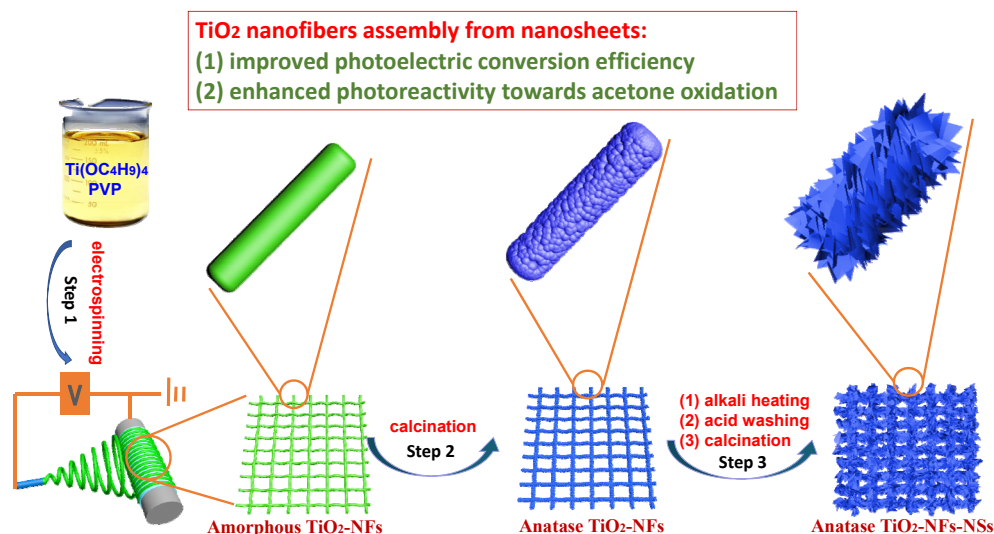 TiO₂ nanofibers assembly from nanosheets:
(1) improved photoelectric conversion efficiency
(2) enhanced photoreactivity towards acetone oxidation
Ti(OC₄H₉)₄
PVP
50
electrospinning
Step 1
V
calcination
Step 2
(1) alkali heating
(2) acid washing
(3) calcination
Step 3
Amorphous TiO₂-NFs
Anatase TiO₂-NFs
Anatase TiO₂-NFs-NSs